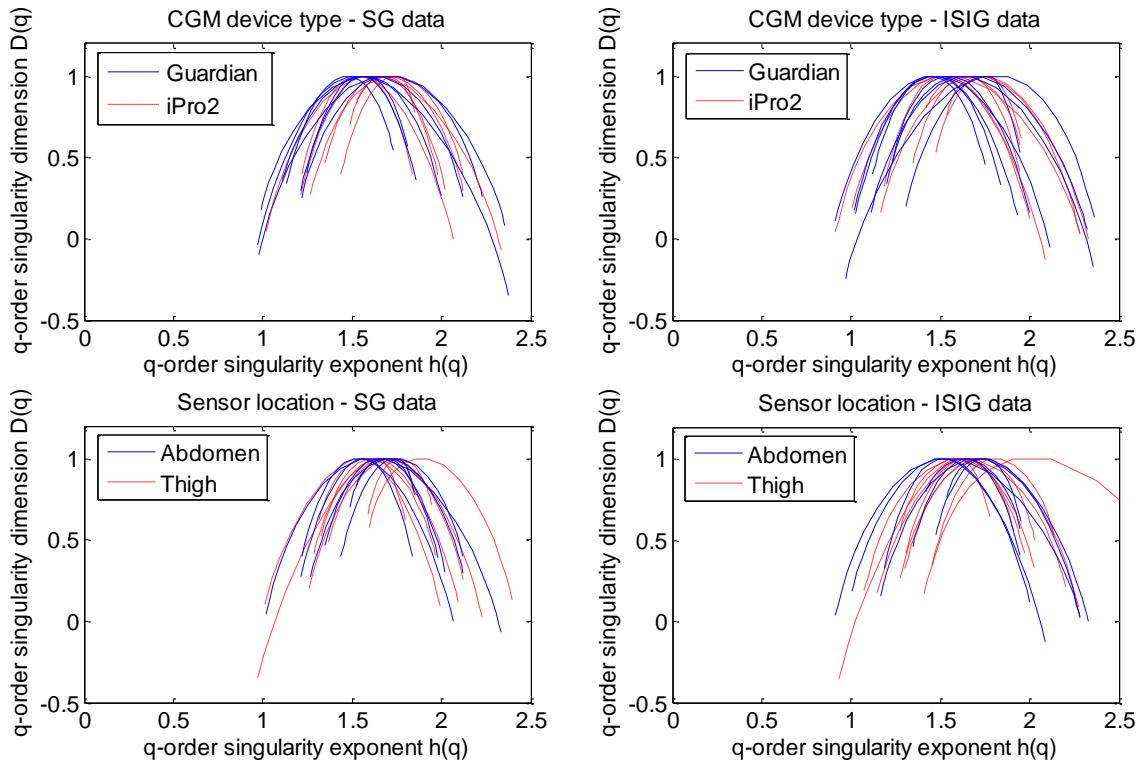 CGM device type - SG data
q-order singularity dimension D(q)
1
0.5
0
-0.5
Guardian
iPro2
0 0.5 1 1.5 2 2.5
q-order singularity exponent h(q)
CGM device type - ISIG data
q-order singularity dimension D(q)
1
0.5
0
-0.5
Guardian
iPro2
0 0.5 1 1.5 2 2.5
q-order singularity exponent h(q)
Sensor location - SG data
q-order singularity dimension D(q)
1
0.5
0
-0.5
Abdomen
Thigh
0 0.5 1 1.5 2 2.5
q-order singularity exponent h(q)
Sensor location - ISIG data
q-order singularity dimension D(q)
1
0.5
0
-0.5
Abdomen
Thigh
0 0.5 1 1.5 2 2.5
q-order singularity exponent h(q)